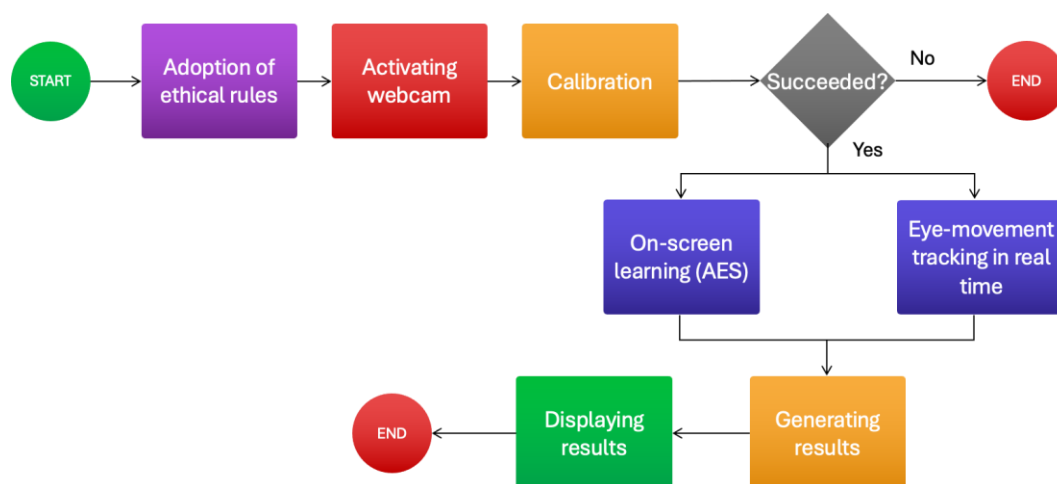 START
Adoption of
ethical rules
Activating
webcam
Calibration
Succeeded?
No
END
Yes
On-screen
learning (AES)
Eye-movement
tracking in real
time
END
Displaying
results
Generating
results